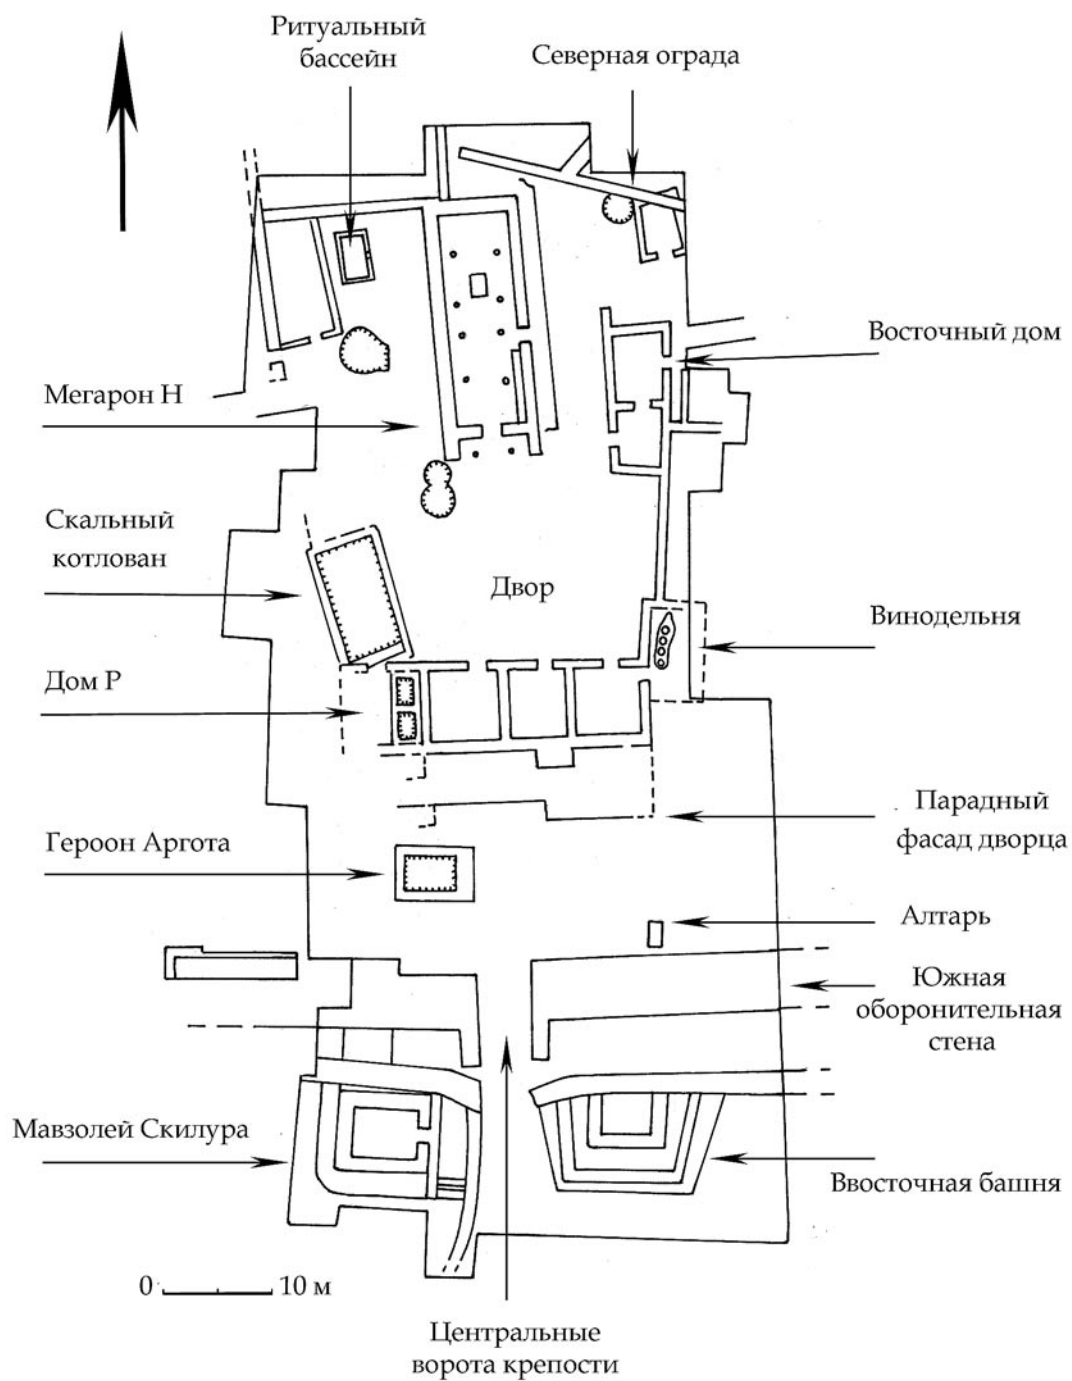 Ритуальный
бассейн
Северная ограда
Восточный дом
Мегарон Н
Скальный
котлован
Двор
Винодельня
Дом Р
Парадный
фасад дворца
Героон Аргота
Алтарь
Южная
оборонительная
стена
Мавзолей Скилура
Ввосточная башня
0 10 м
Центральные
ворота крепости